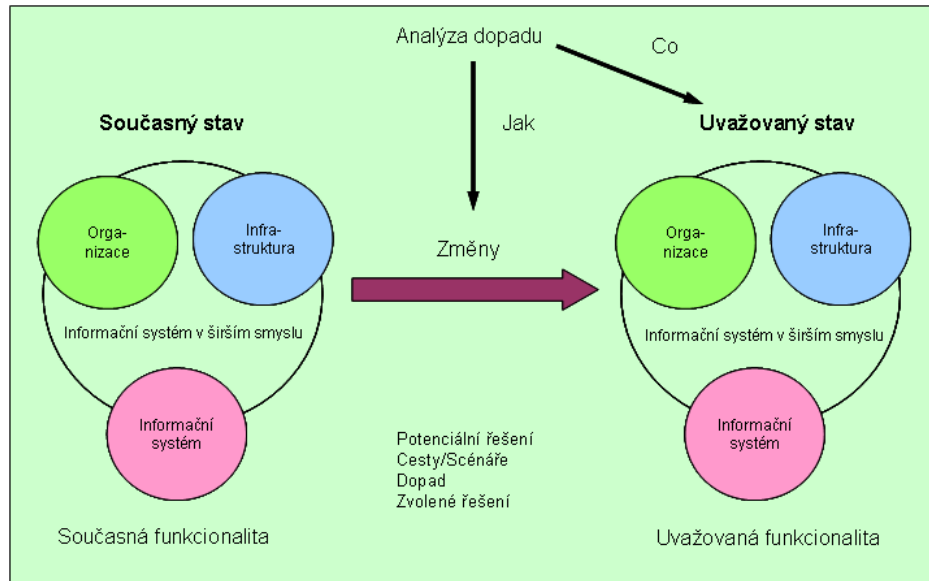 Analýza dopadu
Co
Jak
Současný stav
Uvažovaný stav
Orga-
nizace
Infra-
struktura
Informační systém v širším smyslu
Informační
systém
Současná funkcionalita
Změny
Potenciální řešení
Cesty/Scénáře
Dopad
Zvolené řešení
Orga-
nizace
Infra-
struktura
Informační systém v širším smyslu
Informační
systém
Uvažovaná funkcionalita